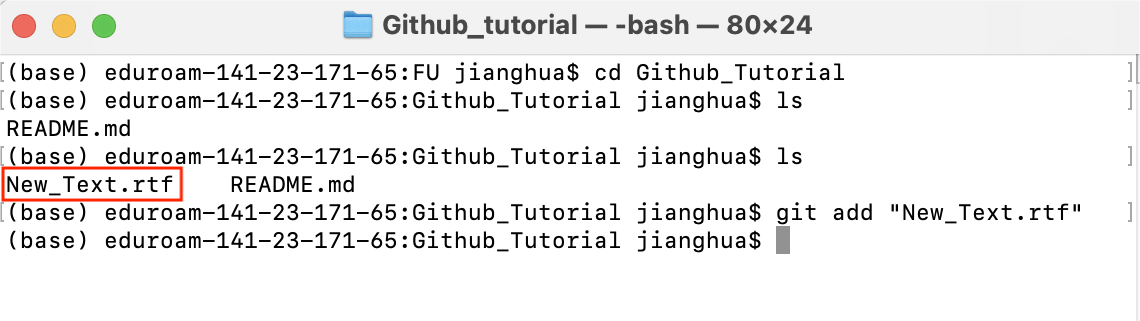 Github_tutorial — -bash — 80×24
(base) eduroam-141-23-171-65:FU jianghua$ cd Github_Tutorial
(base) eduroam-141-23-171-65:Github_Tutorial jianghua$ ls
README.md
(base) eduroam-141-23-171-65:Github_Tutorial jianghua$ ls
New_Text.rtf    README.md
(base) eduroam-141-23-171-65:Github_Tutorial jianghua$ git add "New_Text.rtf"
(base) eduroam-141-23-171-65:Github_Tutorial jianghua$